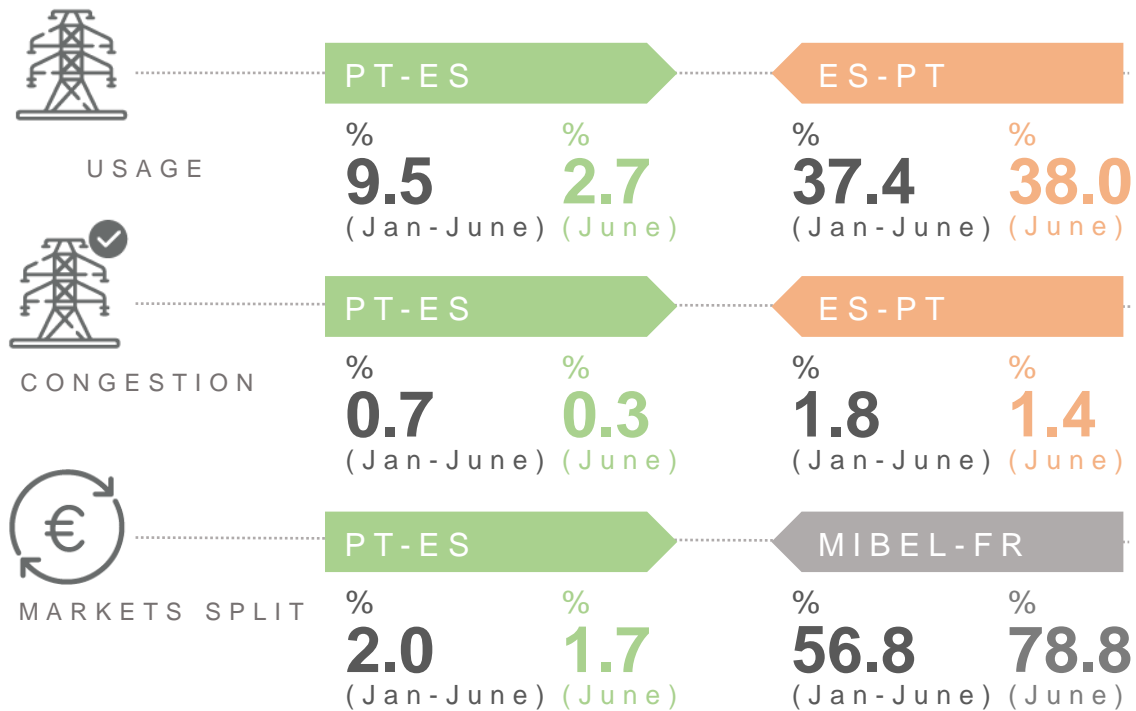 PT-ES ES-PT
% % % %
USAGE 9.5 2.7 37.4 38.0
(Jan-June) (June) (Jan-June) (June)
PT-ES ES-PT
% % % %
CONGESTION 0.7 0.3 1.8 1.4
(Jan-June) (June) (Jan-June) (June)
€ PT-ES MIBEL-FR
MARKETS SPLIT % % % %
2.0 1.7 56.8 78.8
(Jan-June) (June) (Jan-June) (June)